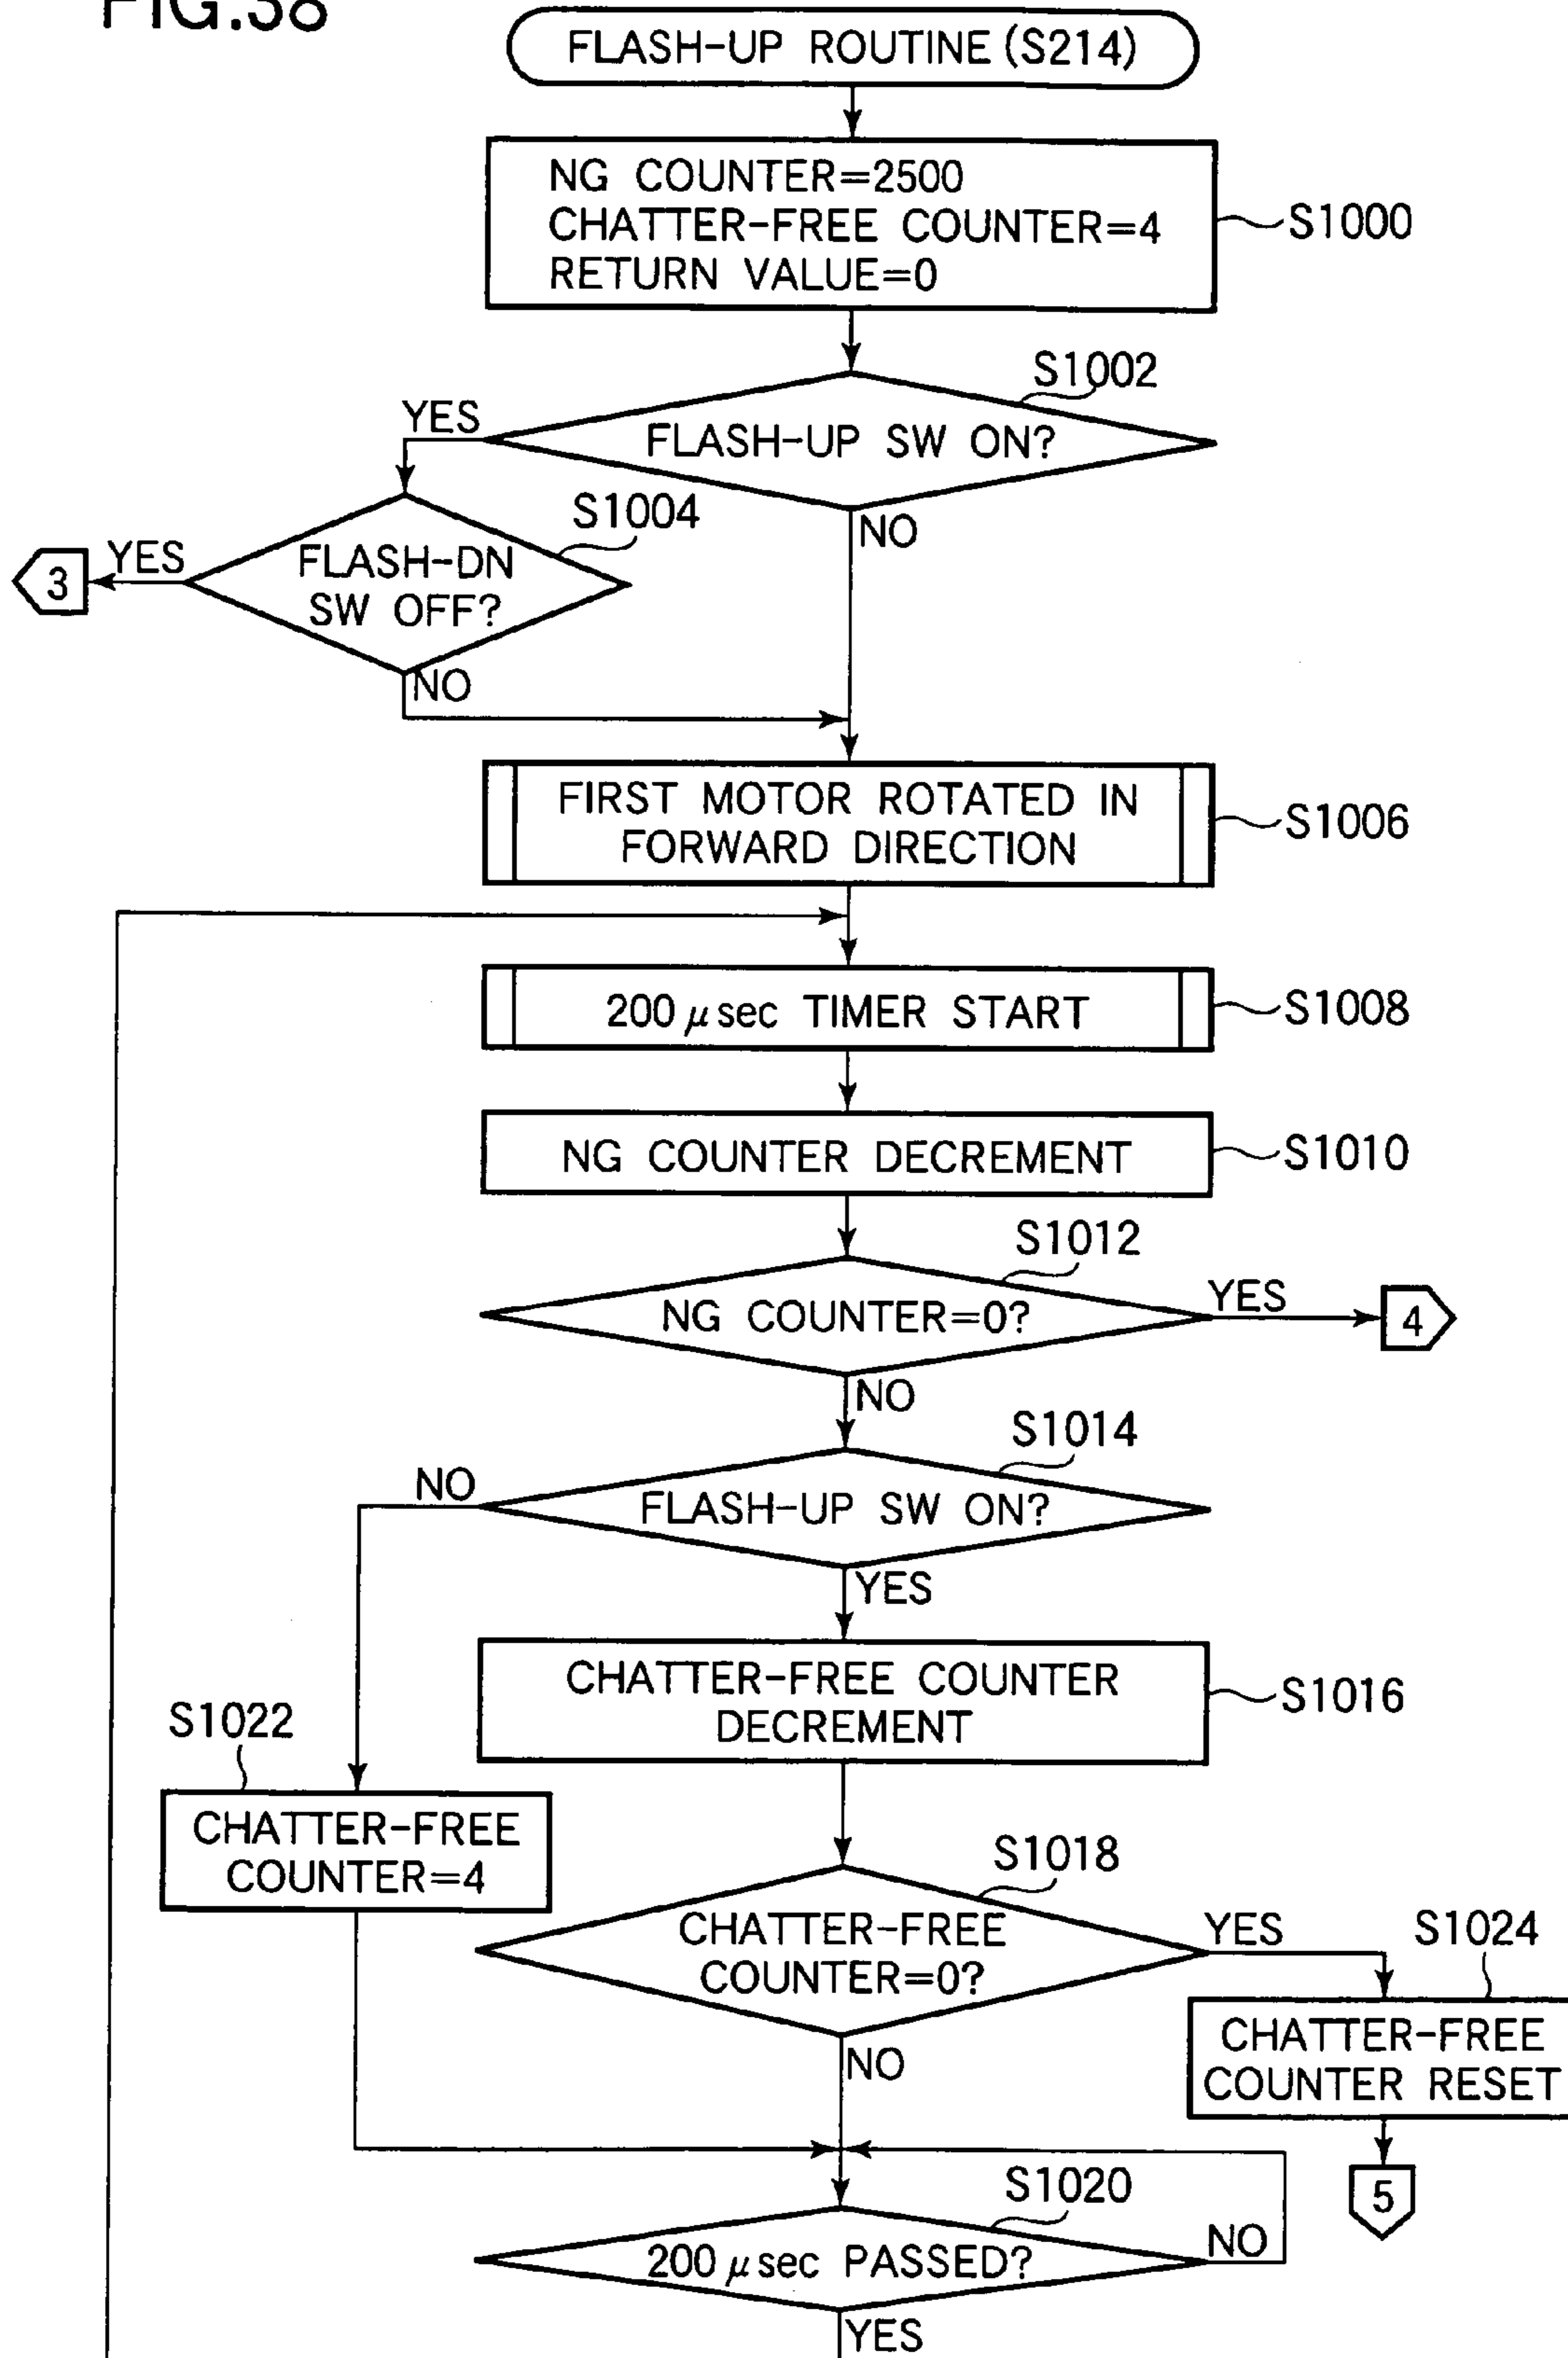 FIG.38
FLASH-UP ROUTINE (S214)
NG COUNTER=2500
CHATTER-FREE COUNTER=4
RETURN VALUE=0
S1000
S1002
YES
FLASH-UP SW ON?
NO
S1004
YES
3
FLASH-DN
SW OFF?
NO
FIRST MOTOR ROTATED IN
FORWARD DIRECTION
S1006
200 μsec TIMER START
S1008
NG COUNTER DECREMENT
S1010
S1012
NG COUNTER=0?
YES
4
NO
S1014
NO
FLASH-UP SW ON?
YES
CHATTER-FREE COUNTER
DECREMENT
S1016
S1022
CHATTER-FREE
COUNTER=4
S1018
CHATTER-FREE
COUNTER=0?
YES
S1024
NO
CHATTER-FREE
COUNTER RESET
5
S1020
200 μsec PASSED?
NO
YES